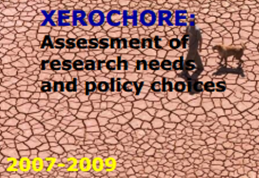 XEROCHORE:
Assessment of
research needs
and policy choices
2007-2009